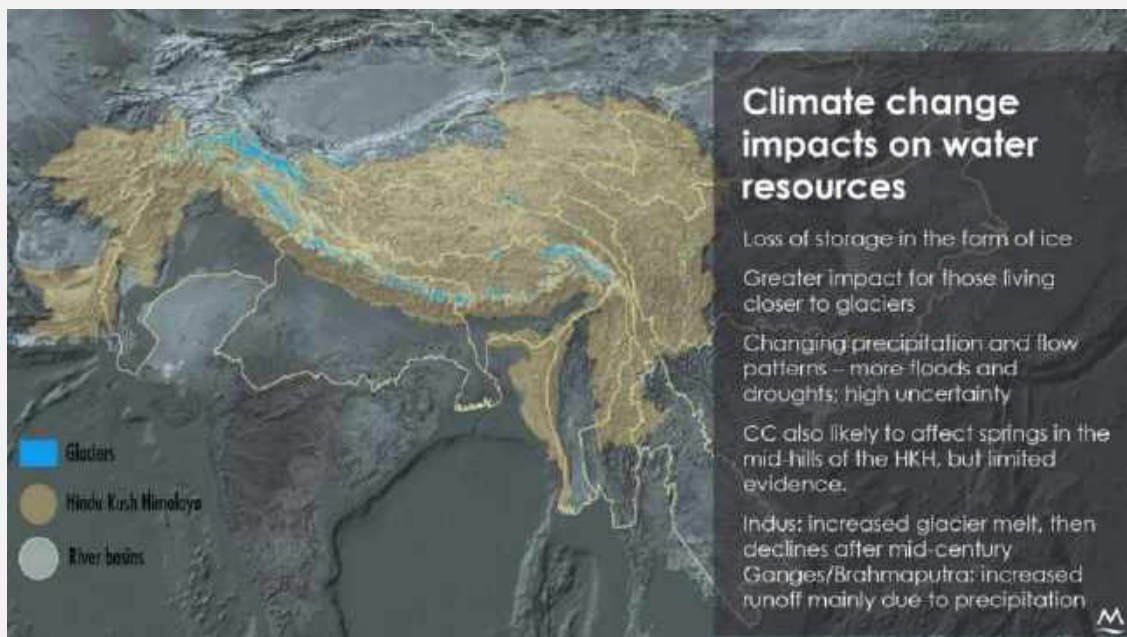 Climate change
impacts on water
resources
Loss of storage in the form of ice
Greater impact for those living
closer to glaciers
Changing precipitation and flow
patterns – more floods and
droughts; high uncertainty
CC also likely to affect springs in the
mid-hills of the HKH, but limited
evidence.
Indus: increased glacier melt, then
declines after mid-century
Ganges/Brahmaputra: increased
runoff mainly due to precipitation
Glaciers
Hindu Kush Himalaya
River basins